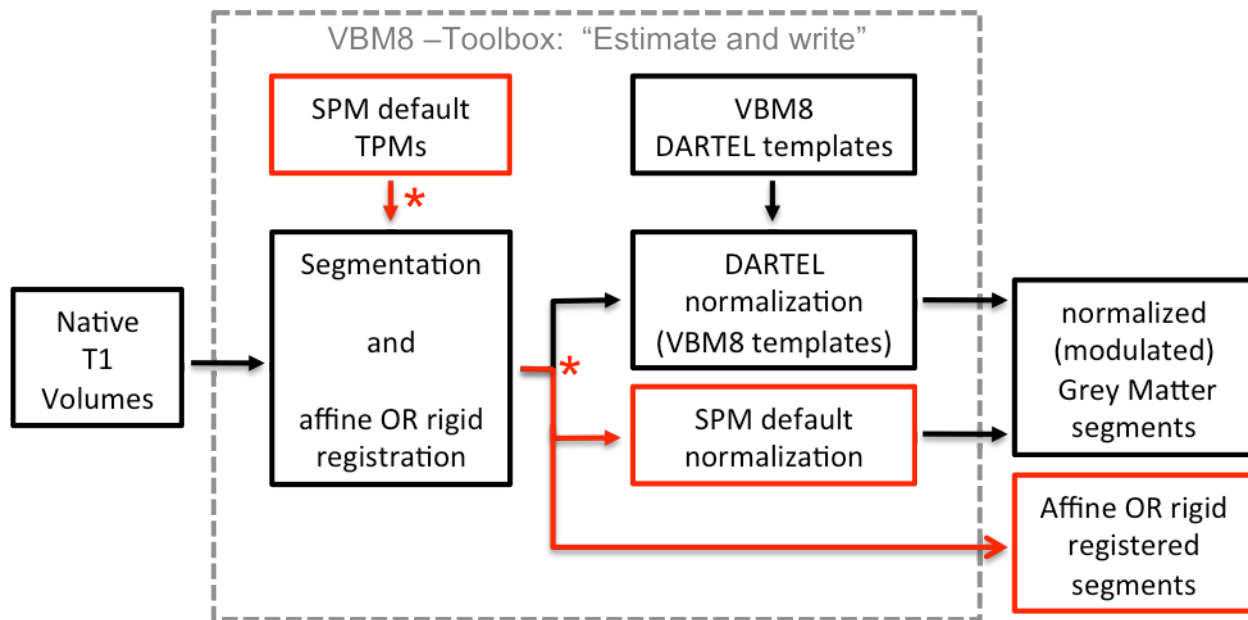 VBM8 –Toolbox: “Estimate and write”
SPM default
TPMs
*
VBM8
DARTEL templates
Native
T1
Volumes
Segmentation
and
affine OR rigid
registration
*
DARTEL
normalization
(VBM8 templates)
SPM default
normalization
normalized
(modulated)
Grey Matter
segments
Affine OR rigid
registered
segments